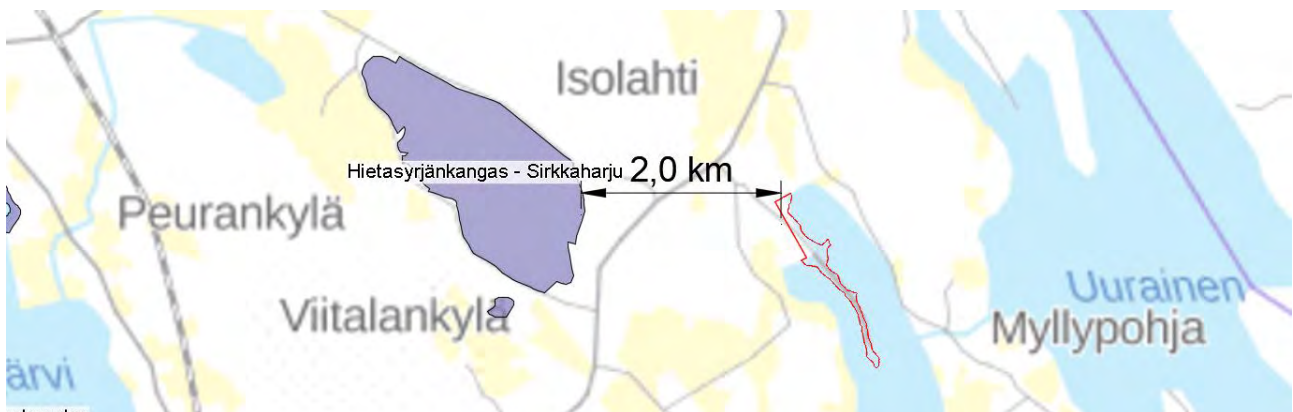 Isolahti
Hietasyrjänkangas - Sirkkaharju
2,0 km
Peurankylä
Viitalankylä
Uurainen
Myllypohja
ärvi